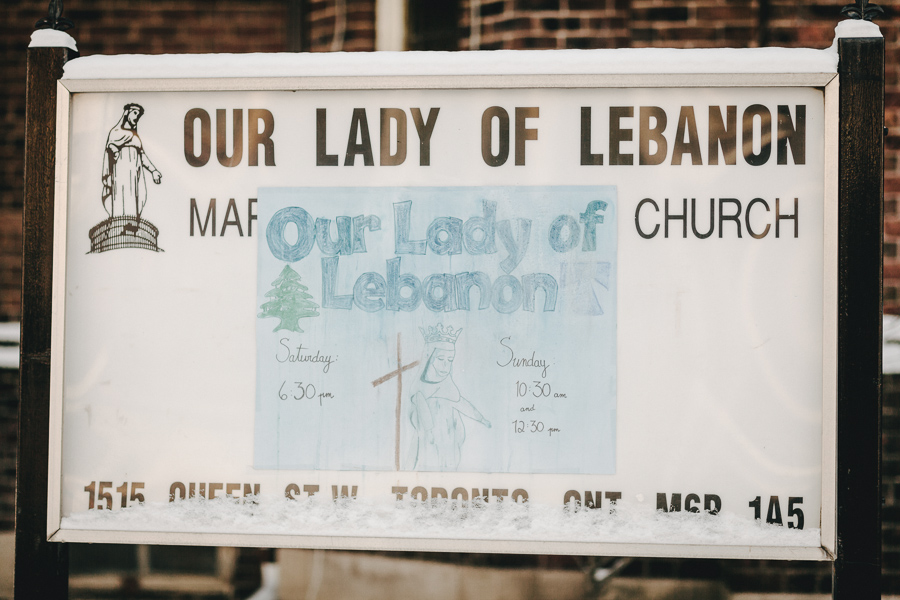 OUR LADY OF LEBANON
MAR CHURCH
Our Lady of
Lebanon
Saturday:
6:30 pm
Sunday
10:30 am
and
12:30 pm
1515 QUEEN ST. W. TORONTO ONT M6R 1A5